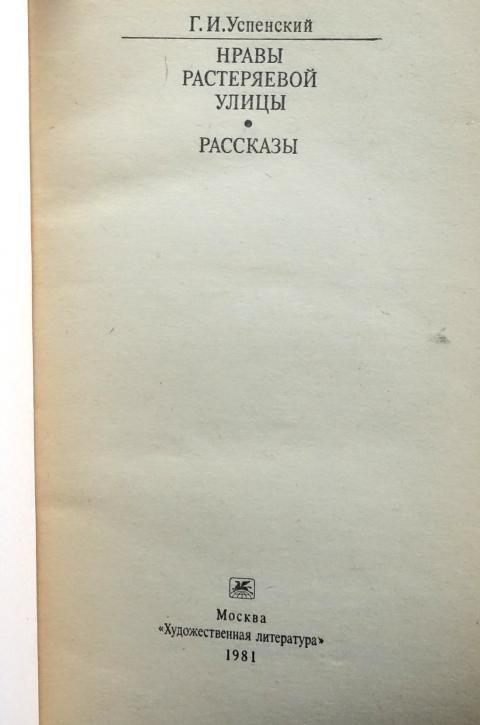 Г. И. Успенский
НРАВЫ
РАСТЕРЯЕВОЙ
УЛИЦЫ
•
РАССКАЗЫ
Москва
«Художественная литература»
1981